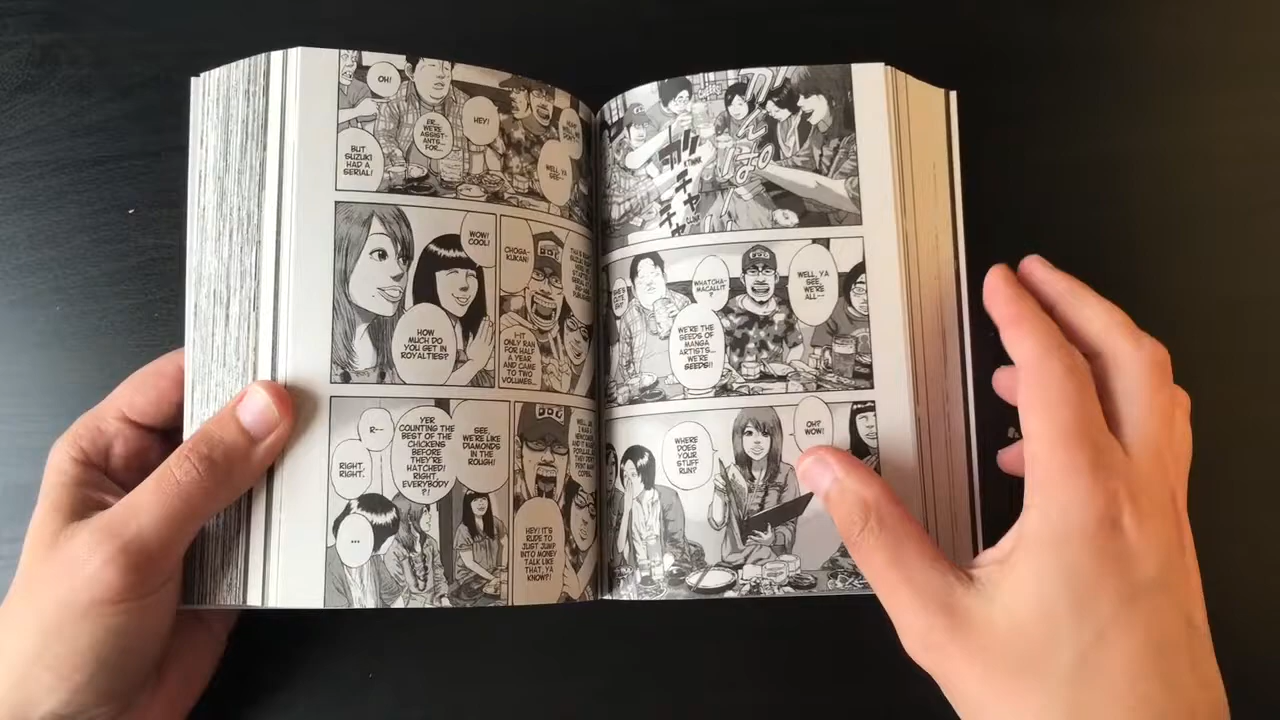 WELL, YA
SEE,
WE'RE
ALL--
WHATCHA-
MACALLIT
?
WE'RE THE
SEEDS OF
MANGA
ARTISTS...
WE'RE
SEEDS!!
OH?
WOW!
WHERE
DOES
YOUR
STUFF
RUN?
WELL, YA
SEE--
HEY!
ER...
WE'RE
ASSIST-
ANTS...
FOR...
OH!
BUT
SUZUKI
HAD A
SERIAL!
CHOGA-
KUKAN!
I-IT
ONLY RAN
FOR HALF
A YEAR
AND CAME
TO TWO
VOLUMES...
WOW!
COOL!
HOW
MUCH DO
YOU GET IN
ROYALTIES?
HEY! IT'S
RUDE TO
JUST JUMP
INTO MONEY
TALK LIKE
THAT, YA
KNOW?!
SEE,
WE'RE LIKE
DIAMONDS
IN THE
ROUGH!
YER
COUNTING THE
BEST OF THE
CHICKENS
BEFORE
THEY'RE
HATCHED!
RIGHT,
EVERYBODY
?!
R--
RIGHT,
RIGHT.
...